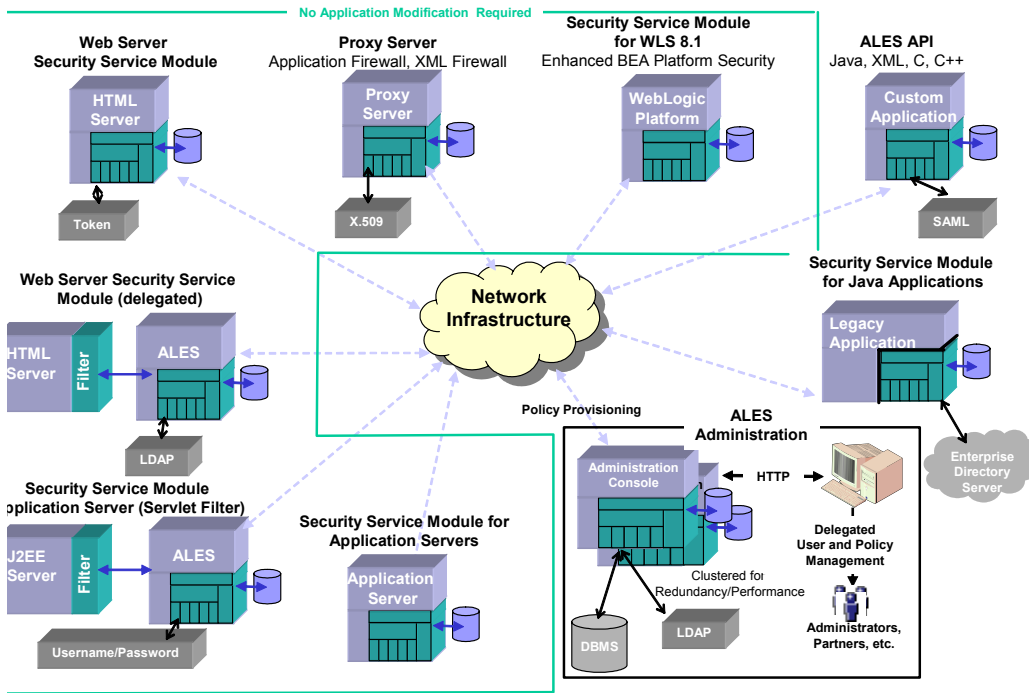 No Application Modification Required
Web Server
Security Service Module
HTML
Server
Token
Proxy Server
Application Firewall, XML Firewall
Proxy
Server
X.509
Security Service Module
for WLS 8.1
Enhanced BEA Platform Security
WebLogic
Platform
ALES API
Java, XML, C, C++
Custom
Application
SAML
Web Server Security Service
Module (delegated)
HTML
Server
Filter
ALES
LDAP
Network
Infrastructure
Security Service Module
for Java Applications
Legacy
Application
Enterprise
Directory
Server
Security Service Module
pplication Server (Servlet Filter)
J2EE
Server
Filter
ALES
Username/Password
Security Service Module for
Application Servers
Application
Server
Policy Provisioning
ALES
Administration
Administration
Console
HTTP
Delegated
User and Policy
Management
Clustered for
Redundancy/Performance
DBMS
LDAP
Administrators,
Partners, etc.